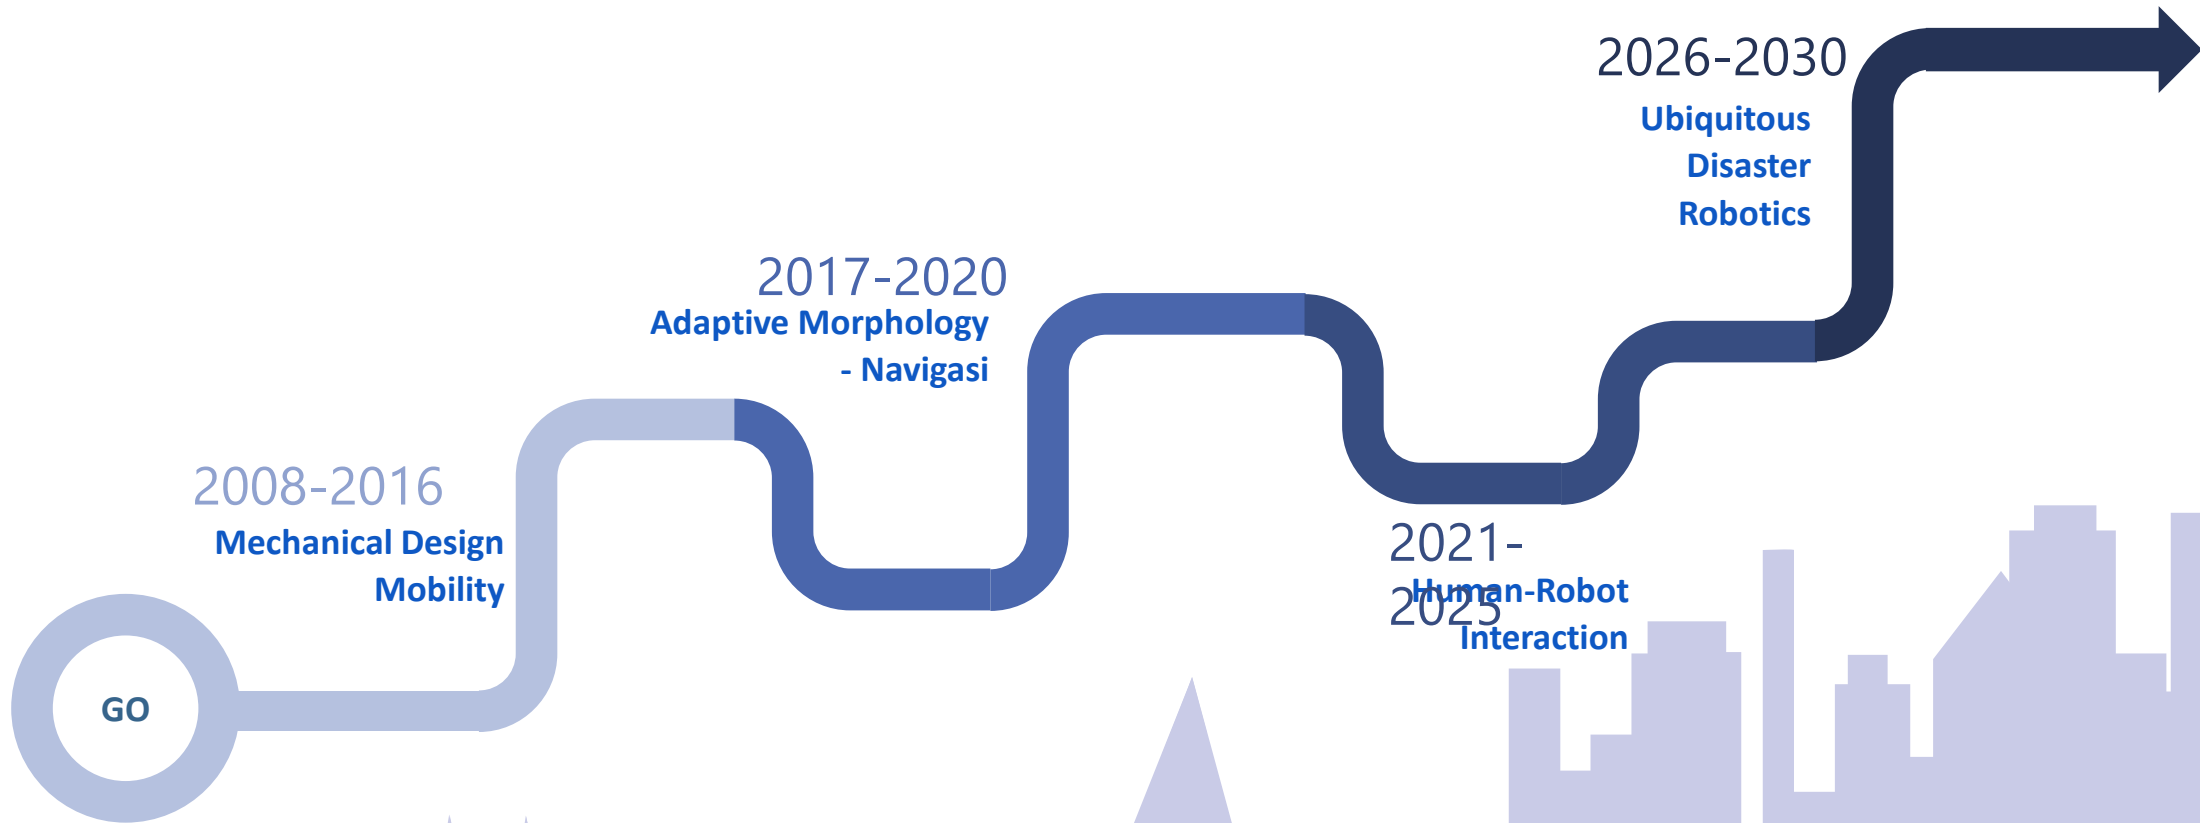 GO
2008-2016
Mechanical Design
Mobility
2017-2020
Adaptive Morphology
- Navigasi
2021-
2025
Human-Robot
Interaction
2026-2030
Ubiquitous
Disaster
Robotics